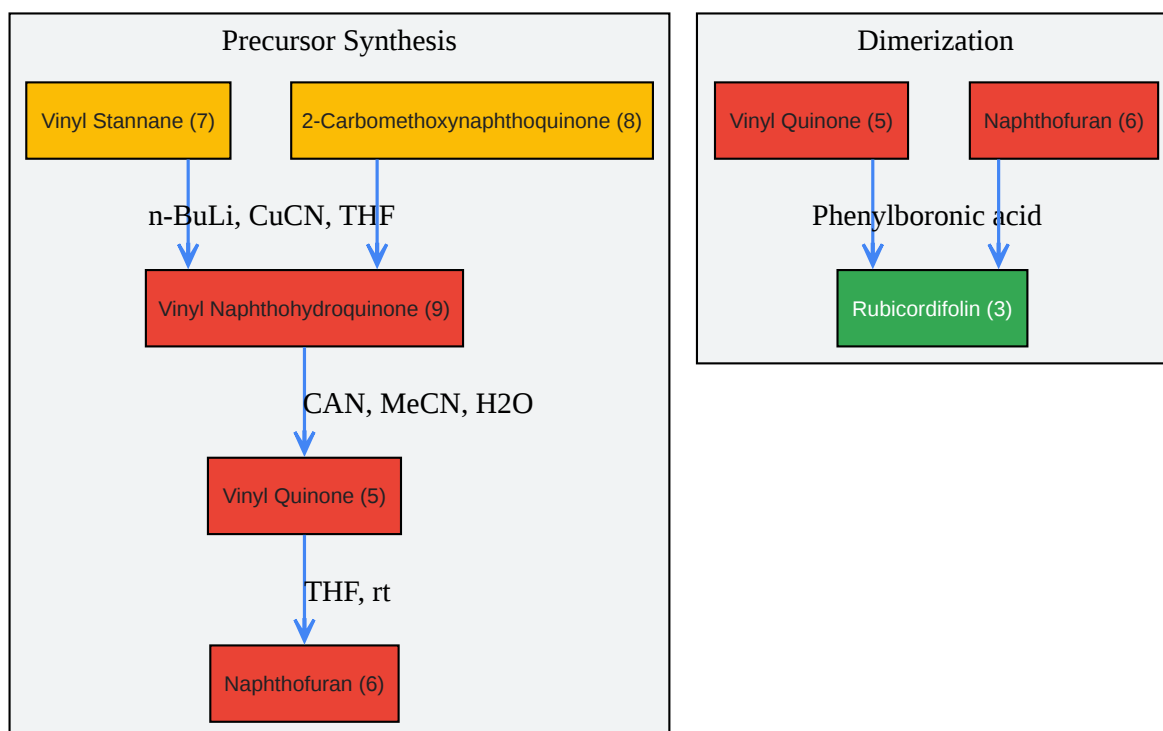 Precursor Synthesis
Vinyl Stannane (7)
2-Carbomethoxynaphthoquinone (8)
n-BuLi, CuCN, THF
Vinyl Naphthohydroquinone (9)
CAN, MeCN, H2O
Vinyl Quinone (5)
THF, rt
Naphthofuran (6)
Dimerization
Vinyl Quinone (5)
Naphthofuran (6)
Phenylboronic acid
Rubicordifolin (3)